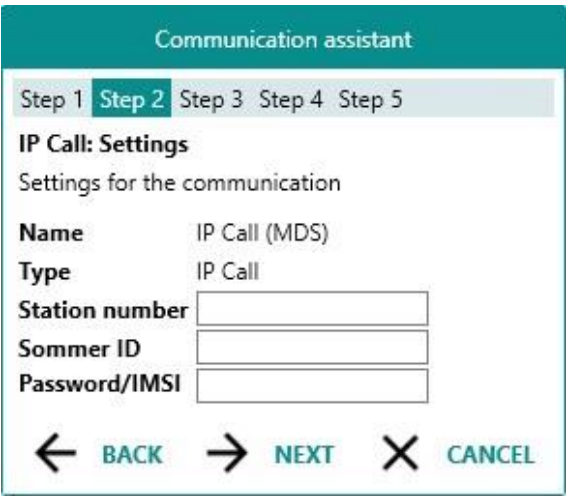 Communication assistant
Step 1 Step 2 Step 3 Step 4 Step 5
IP Call: Settings
Settings for the communication
Name IP Call (MDS)
Type IP Call
Station number
Sommer ID
Password/IMSI
BACK NEXT CANCEL